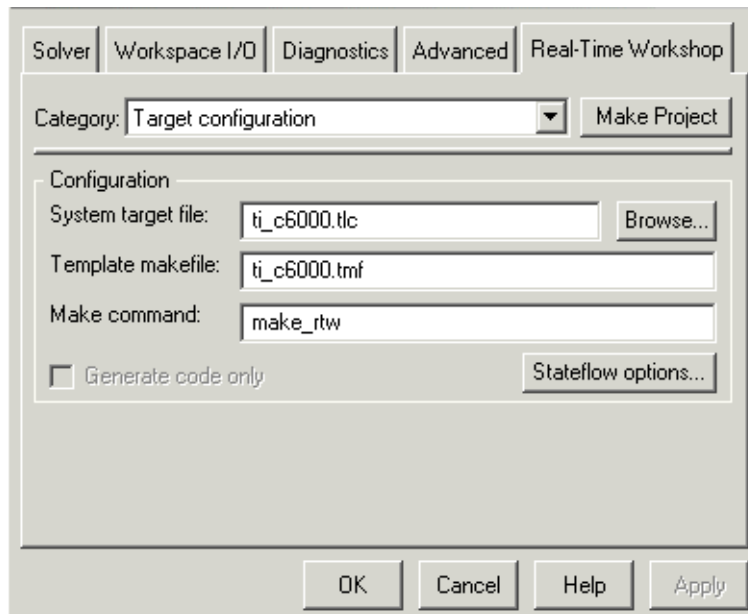 Solver Workspace I/O Diagnostics Advanced Real-Time Workshop
Category: Target configuration Make Project
Configuration
System target file: ti_c6000.tlc Browse...
Template makefile: ti_c6000.tmf
Make command: make_rtw
Generate code only Stateflow options...
OK Cancel Help Apply